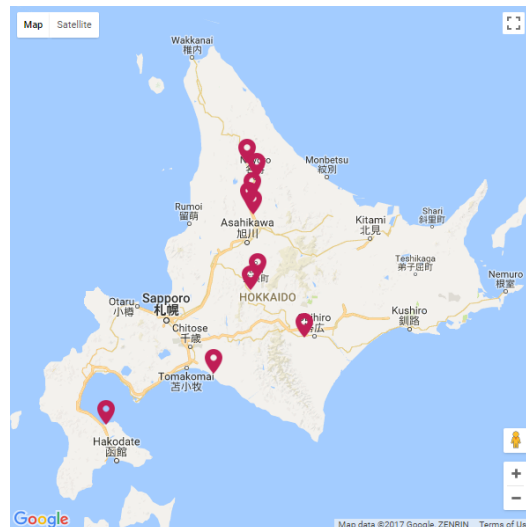 Map Satellite
Wakkanai
稚内
Monbetsu
紋別
Rumoi
留萌
Asahikawa
旭川
Kitami
北見
Shari
斜里町
Teshikaga
弟子屈町
Nemuro
根室
Otaru
小樽
Sapporo
札幌
HOKKAIDO
Chitose
千歳
Kushiro
釧路
Tomakomai
苫小牧
Hakodate
函館
Google
Map data ©2017 Google, ZENRIN Terms of Us